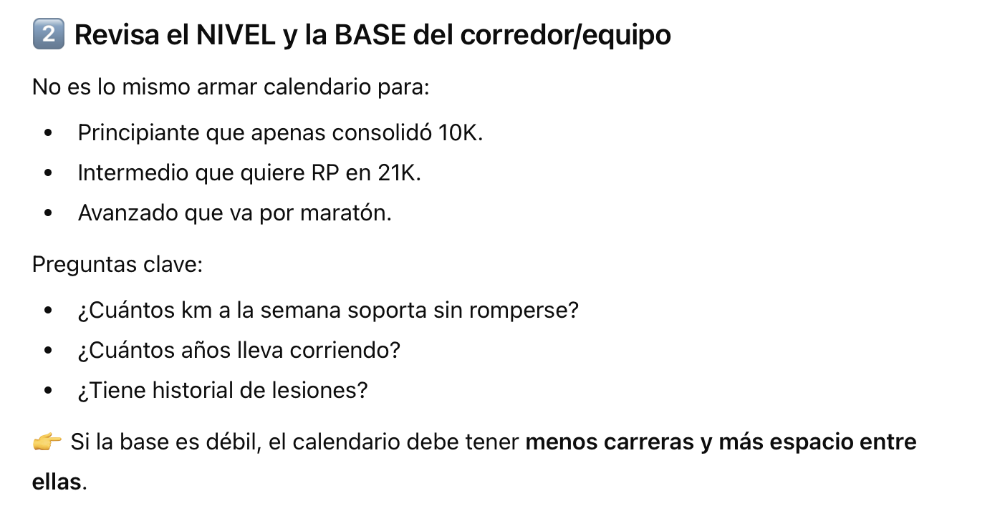 2️⃣ Revisa el NIVEL y la BASE del corredor/equipo
No es lo mismo armar calendario para:
• Principiante que apenas consolidó 10K.
• Intermedio que quiere RP en 21K.
• Avanzado que va por maratón.
Preguntas clave:
• ¿Cuántos km a la semana soporta sin romperse?
• ¿Cuántos años lleva corriendo?
• ¿Tiene historial de lesiones?
👉 Si la base es débil, el calendario debe tener menos carreras y más espacio entre
ellas.